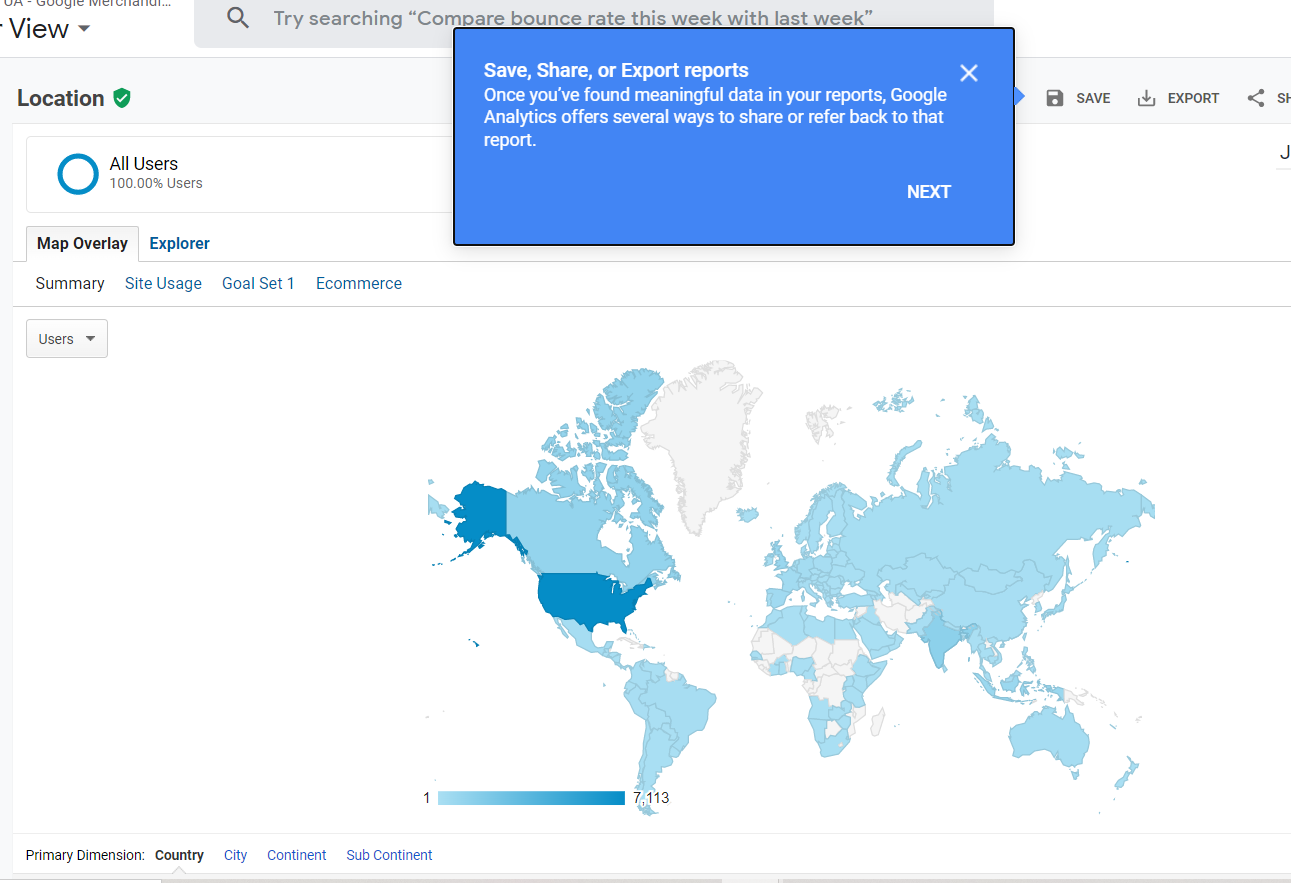 UA - Google Merchandi...
View
Try searching “Compare bounce rate this week with last week”
Save, Share, or Export reports
Once you’ve found meaningful data in your reports, Google
Analytics offers several ways to share or refer back to that
report.
NEXT
Location
SAVE
EXPORT
SH
All Users
100.00% Users
J
Map Overlay
Explorer
Summary
Site Usage
Goal Set 1
Ecommerce
Users
1
7,113
Primary Dimension:
Country
City
Continent
Sub Continent